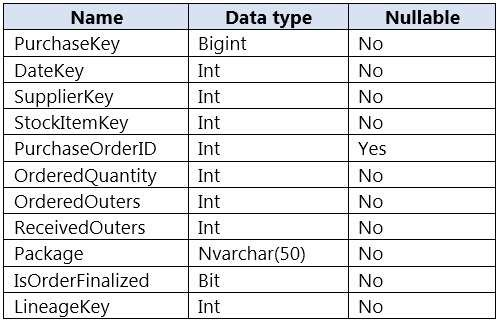 Name Data type Nullable
PurchaseKey Bigint No
DateKey Int No
SupplierKey Int No
StockItemKey Int No
PurchaseOrderID Int Yes
OrderedQuantity Int No
OrderedOuters Int No
ReceivedOuters Int No
Package Nvarchar(50) No
IsOrderFinalized Bit No
LineageKey Int No